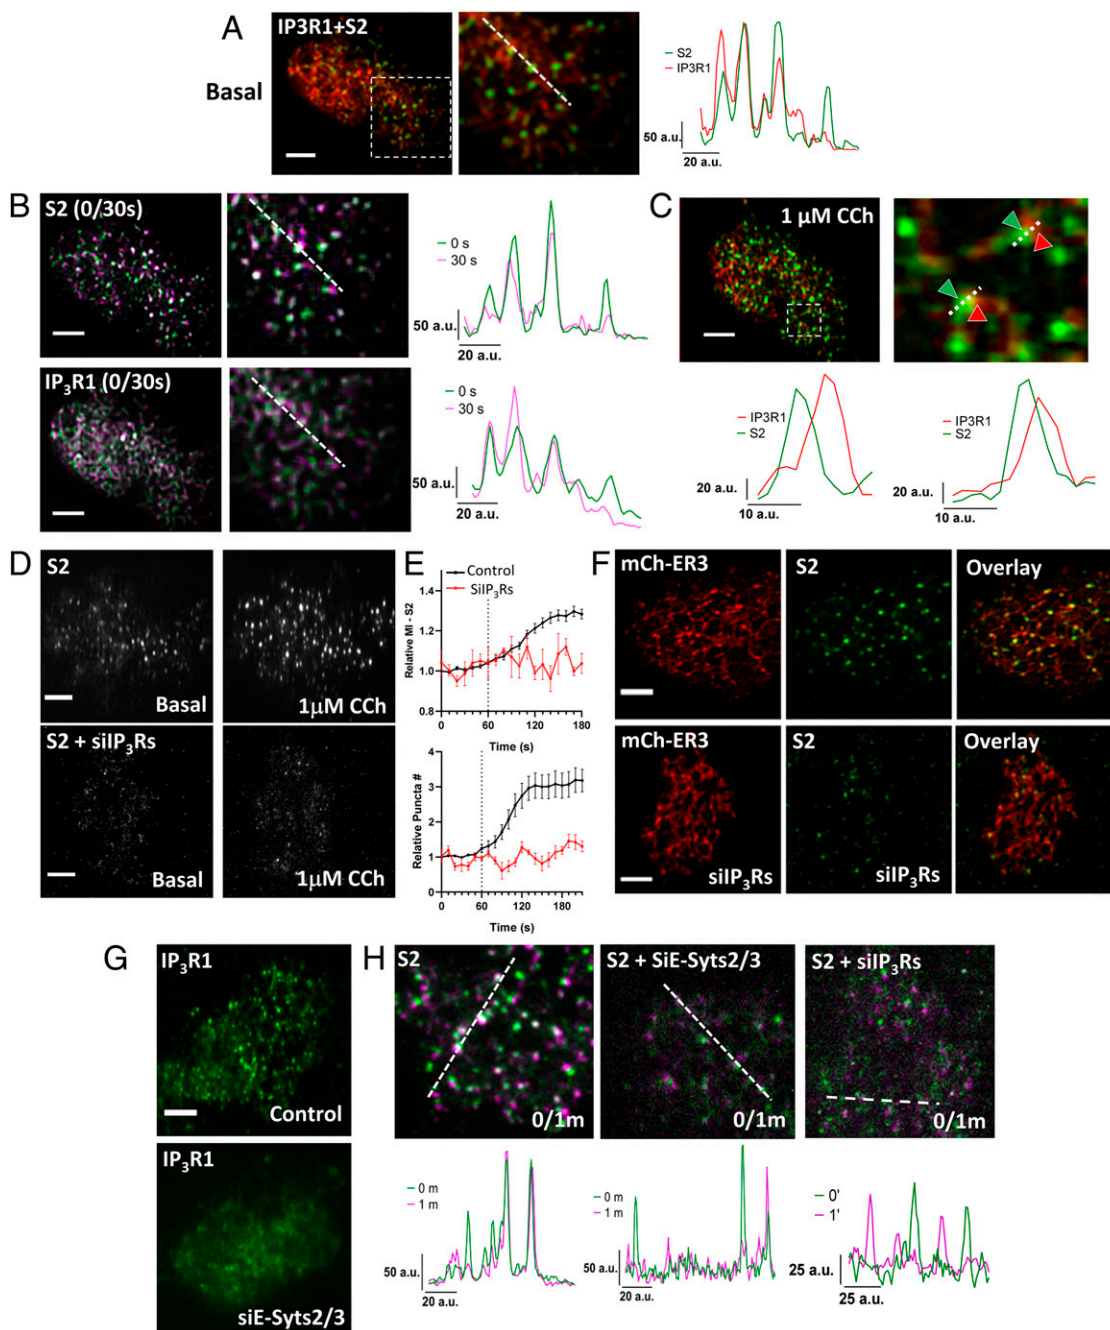 A
IP3R1+S2
Basal
S2
IP3R1
50 a.u.
20 a.u.
B
S2 (0/30s)
0 s
30 s
50 a.u.
20 a.u.
IP₃R1 (0/30s)
0 s
30 s
50 a.u.
20 a.u.
C
1 µM CCh
IP3R1
S2
20 a.u.
10 a.u.
IP3R1
S2
20 a.u.
10 a.u.
D
S2
Basal
1µM CCh
S2 + siIP₃Rs
Basal
1µM CCh
E
Control
SiIP₃Rs
Relative MI - S2
1.4
1.2
1.0
0.8
0 60 120 180
Time (s)
Relative Puncta #
4
3
2
1
0
0 60 120 180
Time (s)
F
mCh-ER3
S2
Overlay
mCh-ER3
S2
Overlay
siIP₃Rs
siIP₃Rs
G
IP₃R1
Control
IP₃R1
siE-Syts2/3
H
S2
0/1m
S2 + SiE-Syts2/3
0/1m
S2 + siIP₃Rs
0/1m
0 m
1 m
50 a.u.
20 a.u.
0 m
1 m
50 a.u.
20 a.u.
0'
1'
25 a.u.
25 a.u.